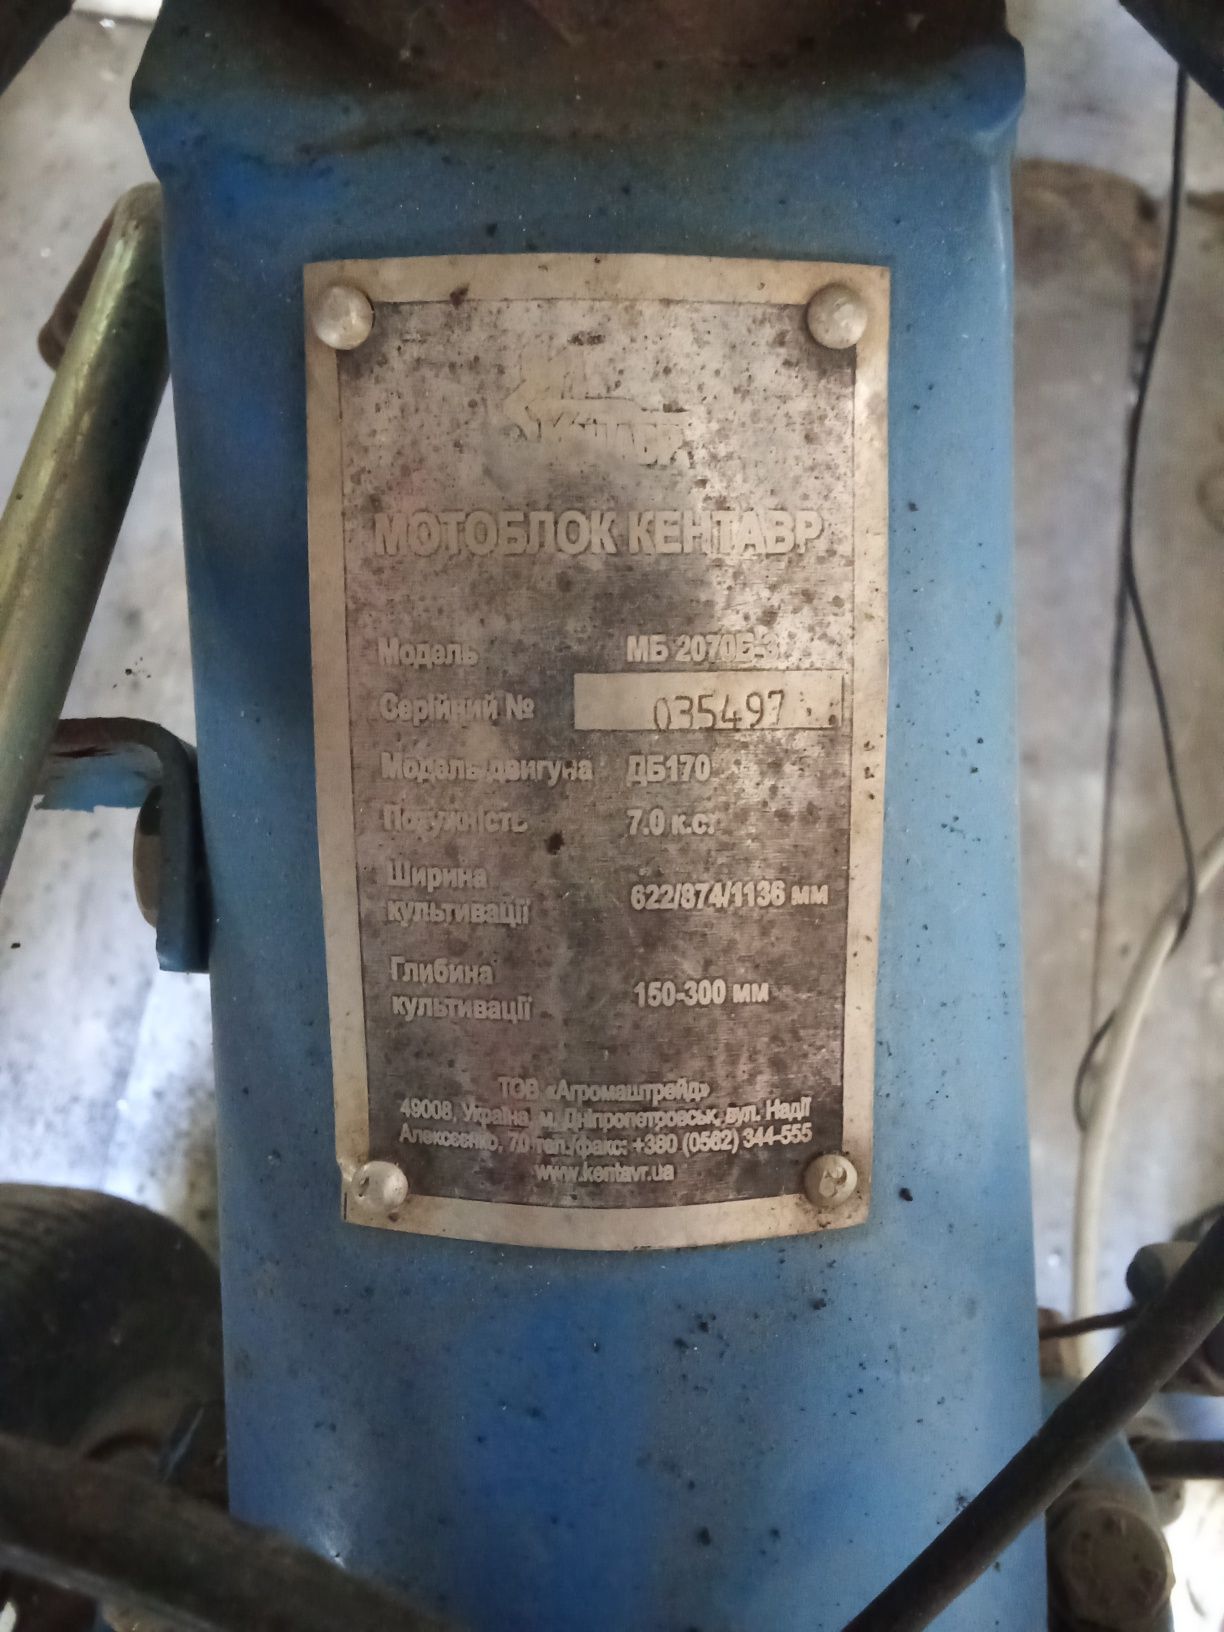 МОТОБЛОК КЕНТАВР
Модель МБ 2070Б-3
Серійний № 035497
Модель двигуна ДБ170
Потужність 7.0 к.с.
Ширина
культивації 622/874/1136 мм
Глибина
культивації 150-300 мм
ТОВ «Агромаштрейд»
49008, Україна, м. Дніпропетровськ, вул. Надії
Алексеєнко, 70 тел./факс: +380 (0562) 344-555
www.kentavr.ua